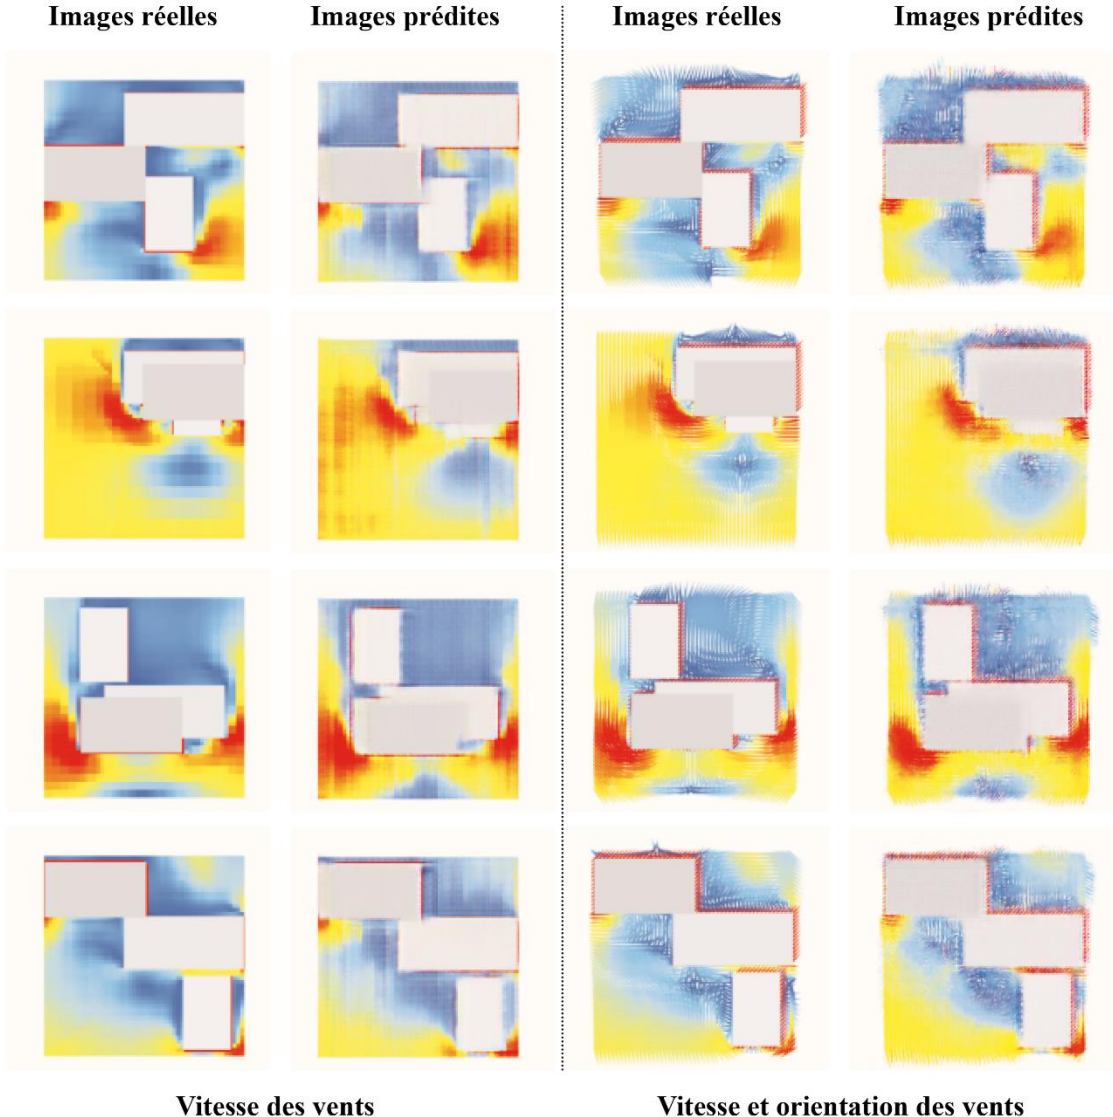 Images réelles
Images prédites
Images réelles
Images prédites
Vitesse des vents
Vitesse et orientation des vents